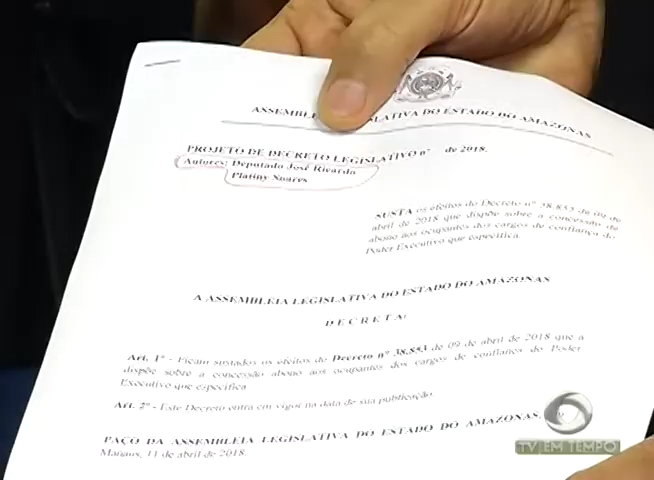 ASSEMBLEIA LEGISLATIVA DO ESTADO DO AMAZONAS
PROJETO DE DECRETO LEGISLATIVO nº de 2018.
Autores: Deputado José Ricardo
Platiny Soares
SUSTA os efeitos do Decreto nº 38.853 de 09 de
abril de 2018 que dispõe sobre a concessão de
abono aos ocupantes dos cargos de confiança do
Poder Executivo que especifica.
A ASSEMBLÉIA LEGISLATIVA DO ESTADO DO AMAZONAS
D E C R E T A:
Art. 1º - Ficam sustados os efeitos do Decreto nº 38.853 de 09 de abril de 2018 que a
dispõe sobre a concessão abono aos ocupantes dos cargos de confiança do Poder
Executivo que especifica
Art. 2º - Este Decreto entra em vigor na data de sua publicação.
PAÇO DA ASSEMBLEIA LEGISLATIVA DO ESTADO DO AMAZONAS,
Manaus, 11 de abril de 2018.
TV EM TEMPO